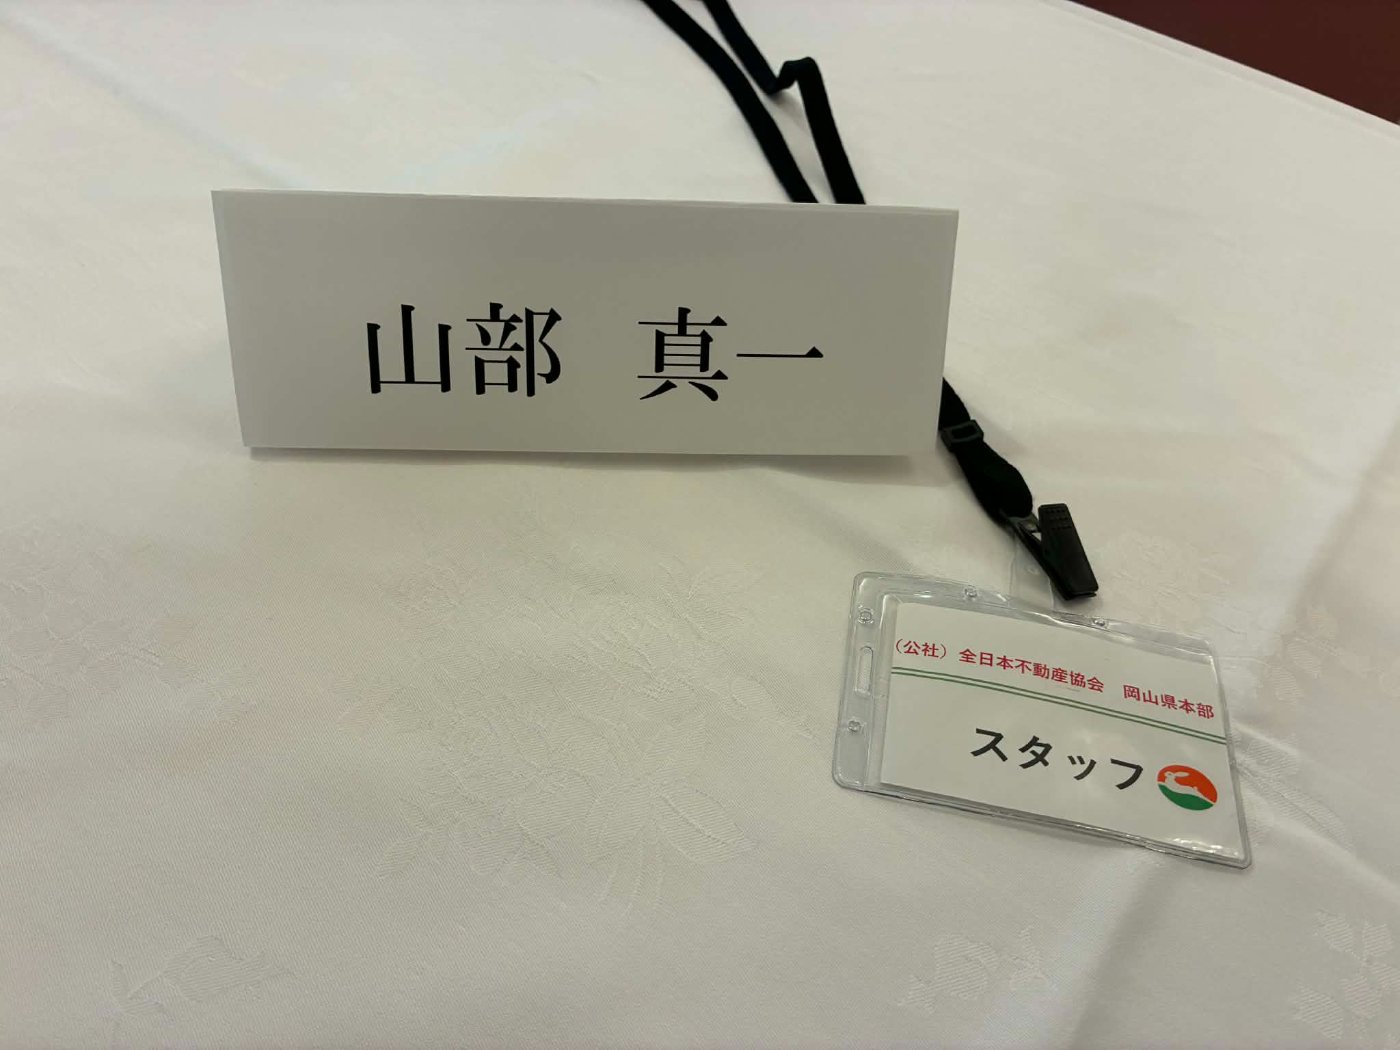 山部 真一
（公社）全日本不動産協会 岡山県本部
スタッフ